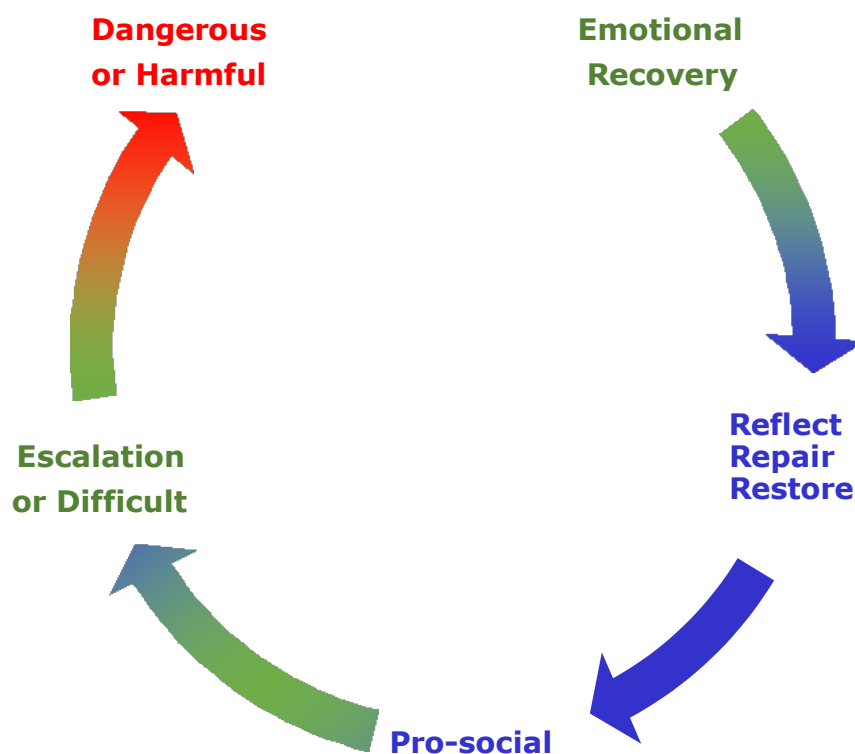 Dangerous
or Harmful
Emotional
Recovery
Reflect
Repair
Restore
Escalation
or Difficult
Pro-social